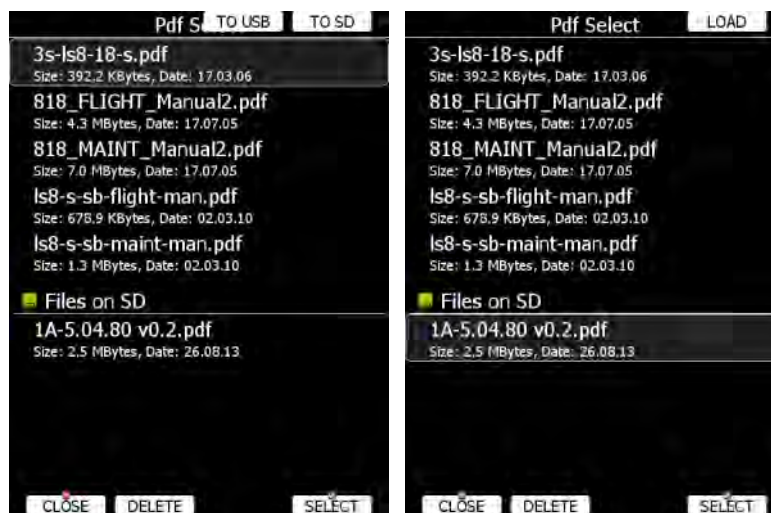 Pdf S TO USB TO SD
3s-ls8-18-s.pdf
Size: 392.2 KBytes, Date: 17.03.06
818_FLIGHT_Manual2.pdf
Size: 4.3 MBytes, Date: 17.07.05
818_MAINT_Manual2.pdf
Size: 7.0 MBytes, Date: 17.07.05
ls8-s-sb-flight-man.pdf
Size: 678.9 KBytes, Date: 02.03.10
ls8-s-sb-maint-man.pdf
Size: 1.3 MBytes, Date: 02.03.10
Files on SD
1A-5.04.80 v0.2.pdf
Size: 2.5 MBytes, Date: 26.08.13
CLOSE DELETE SELECT
Pdf Select LOAD
3s-ls8-18-s.pdf
Size: 392.2 KBytes, Date: 17.03.06
818_FLIGHT_Manual2.pdf
Size: 4.3 MBytes, Date: 17.07.05
818_MAINT_Manual2.pdf
Size: 7.0 MBytes, Date: 17.07.05
ls8-s-sb-flight-man.pdf
Size: 678.9 KBytes, Date: 02.03.10
ls8-s-sb-maint-man.pdf
Size: 1.3 MBytes, Date: 02.03.10
Files on SD
1A-5.04.80 v0.2.pdf
Size: 2.5 MBytes, Date: 26.08.13
CLOSE DELETE SELECT